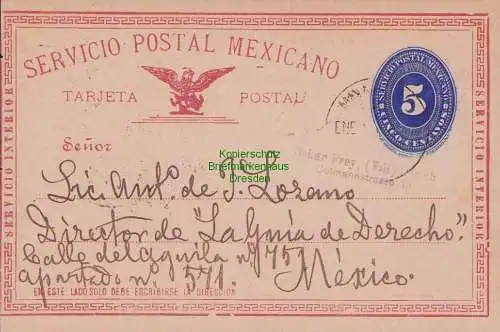 SERVICIO POSTAL MEXICANO
TARJETA POSTAL
SERVICIO POSTAL MEXICANO
5
CINCO CENTAVOS
ENE
Señor
Kopierschutz
Briefmarkenhaus
Dresden
Lic. Ant.º de J. Lozano
Director de "La Guía de Derecho".
Calle del aguila nº 75
apartado nº 571. México.
EN ESTE LADO SOLO DEBE ESCRIBIRSE LA DIRECCION
SERVICIO INTERIOR
SERVICIO INTERIOR